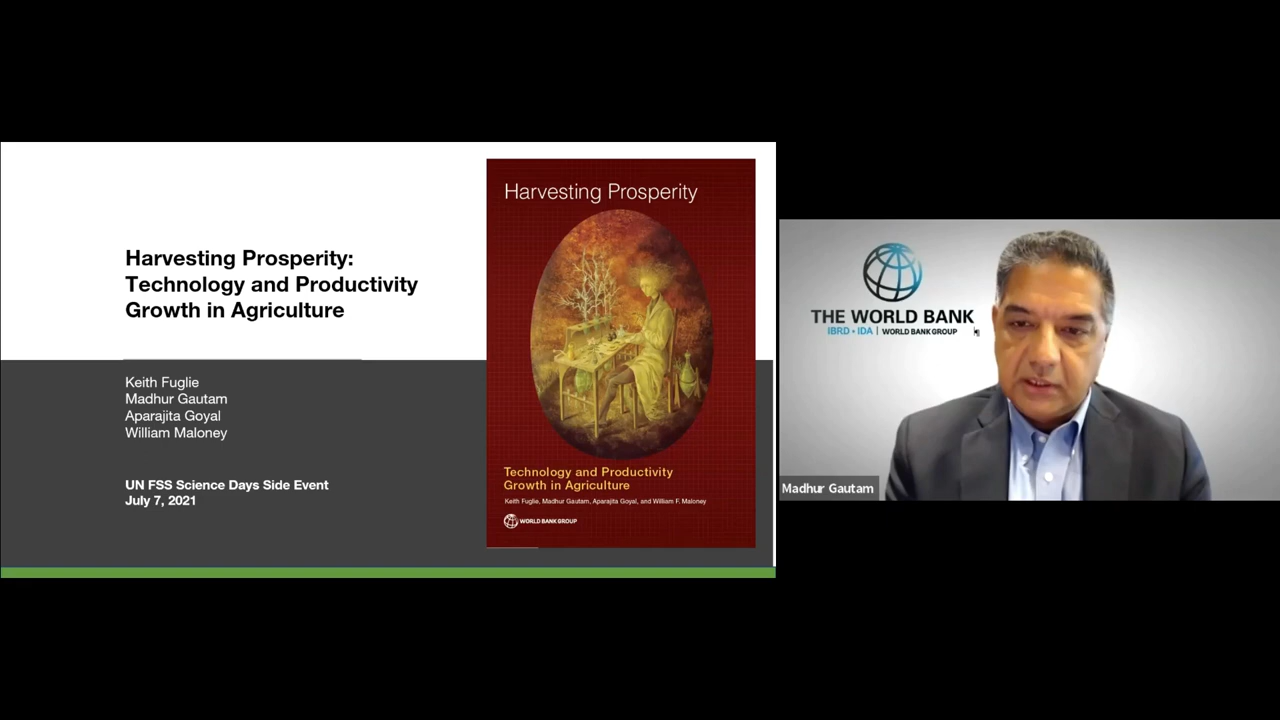 Harvesting Prosperity:
Technology and Productivity
Growth in Agriculture
Keith Fuglie
Madhur Gautam
Aparajita Goyal
William Maloney
UN FSS Science Days Side Event
July 7, 2021
Harvesting Prosperity
Technology and Productivity
Growth in Agriculture
Keith Fuglie, Madhur Gautam, Aparajita Goyal, and William F. Maloney
WORLD BANK GROUP
THE WORLD BANK
IBRD • IDA | WORLD BANK GROUP
Madhur Gautam